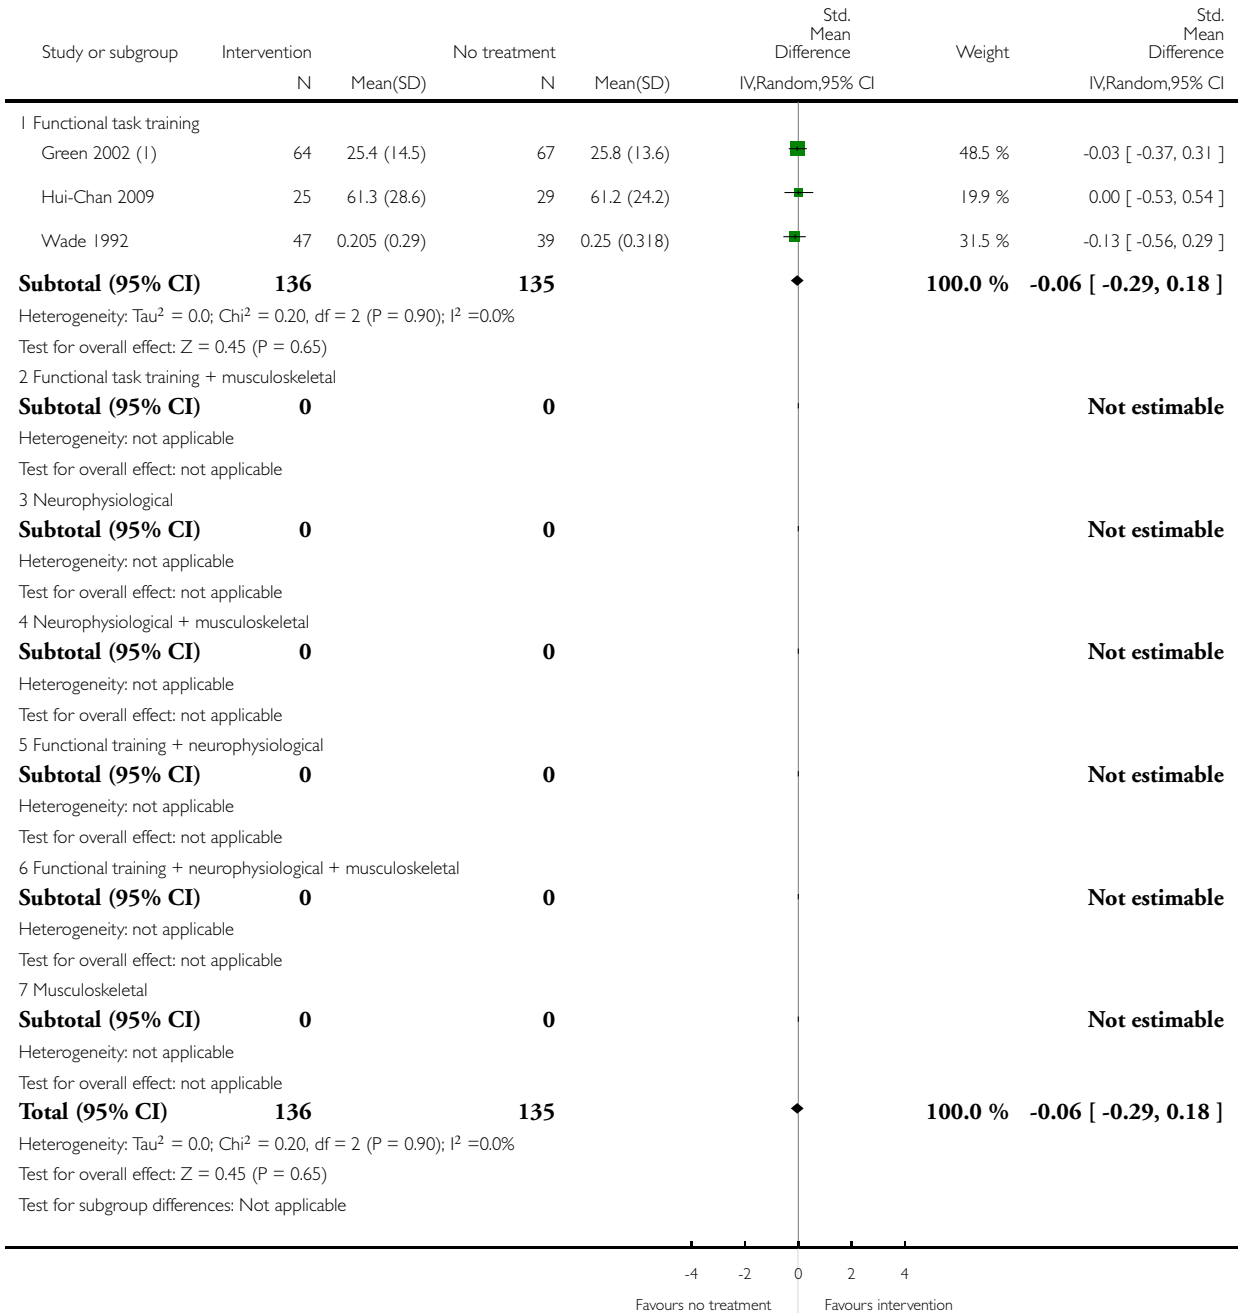 Std. Mean Difference
Std. Mean Difference
Study or subgroup Intervention No treatment Weight
N Mean(SD) N Mean(SD) IV,Random,95% CI IV,Random,95% CI
1 Functional task training
Green 2002 (1) 64 25.4 (14.5) 67 25.8 (13.6) 48.5 % -0.03 [ -0.37, 0.31 ]
Hui-Chan 2009 25 61.3 (28.6) 29 61.2 (24.2) 19.9 % 0.00 [ -0.53, 0.54 ]
Wade 1992 47 0.205 (0.29) 39 0.25 (0.318) 31.5 % -0.13 [ -0.56, 0.29 ]
Subtotal (95% CI) 136 135 100.0 % -0.06 [ -0.29, 0.18 ]
Heterogeneity: Tau² = 0.0; Chi² = 0.20, df = 2 (P = 0.90); I² =0.0%
Test for overall effect: Z = 0.45 (P = 0.65)
2 Functional task training + musculoskeletal
Subtotal (95% CI) 0 0 Not estimable
Heterogeneity: not applicable
Test for overall effect: not applicable
3 Neurophysiological
Subtotal (95% CI) 0 0 Not estimable
Heterogeneity: not applicable
Test for overall effect: not applicable
4 Neurophysiological + musculoskeletal
Subtotal (95% CI) 0 0 Not estimable
Heterogeneity: not applicable
Test for overall effect: not applicable
5 Functional training + neurophysiological
Subtotal (95% CI) 0 0 Not estimable
Heterogeneity: not applicable
Test for overall effect: not applicable
6 Functional training + neurophysiological + musculoskeletal
Subtotal (95% CI) 0 0 Not estimable
Heterogeneity: not applicable
Test for overall effect: not applicable
7 Musculoskeletal
Subtotal (95% CI) 0 0 Not estimable
Heterogeneity: not applicable
Test for overall effect: not applicable
Total (95% CI) 136 135 100.0 % -0.06 [ -0.29, 0.18 ]
Heterogeneity: Tau² = 0.0; Chi² = 0.20, df = 2 (P = 0.90); I² =0.0%
Test for overall effect: Z = 0.45 (P = 0.65)
Test for subgroup differences: Not applicable
-4 -2 0 2 4
Favours no treatment Favours intervention